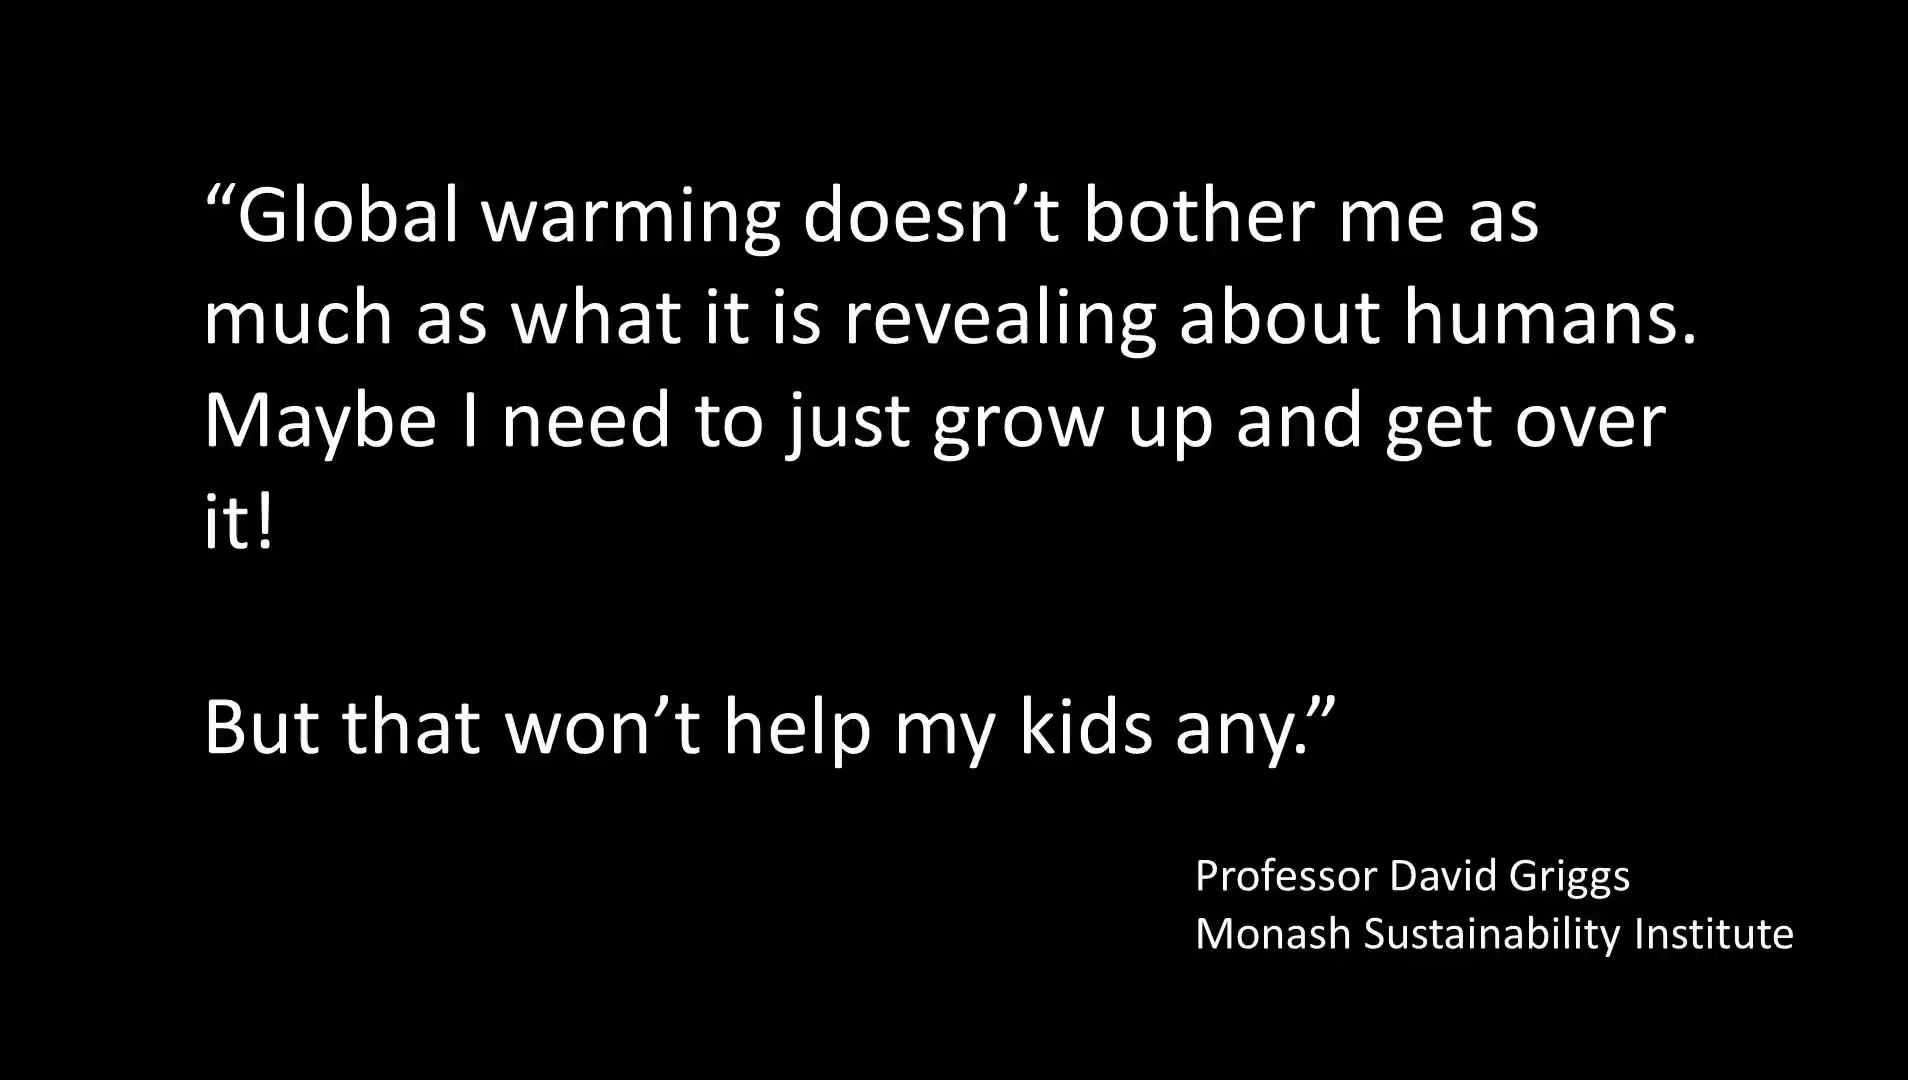 “Global warming doesn’t bother me as
much as what it is revealing about humans.
Maybe I need to just grow up and get over
it!
But that won’t help my kids any.”
Professor David Griggs
Monash Sustainability Institute